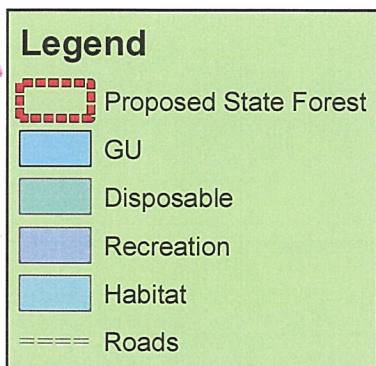 Legend
Proposed State Forest
GU
Disposable
Recreation
Habitat
Roads